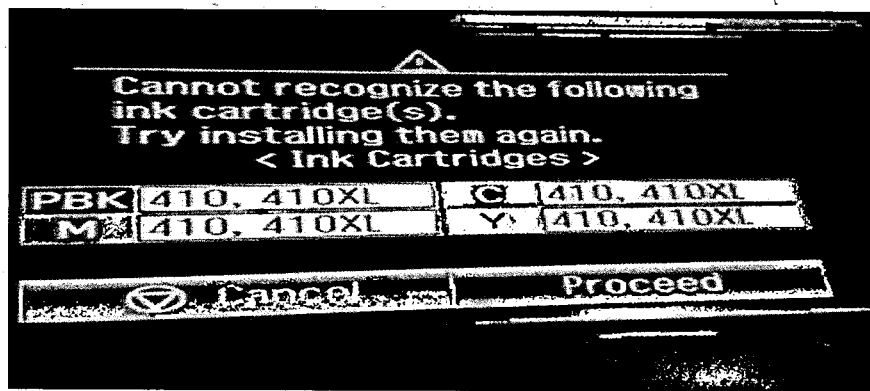 Cannot recognize the following
ink cartridge(s).
Try installing them again.
< Ink Cartridges >
PBK 410, 410XL C 410, 410XL
M 410, 410XL Y 410, 410XL
Cancel Proceed